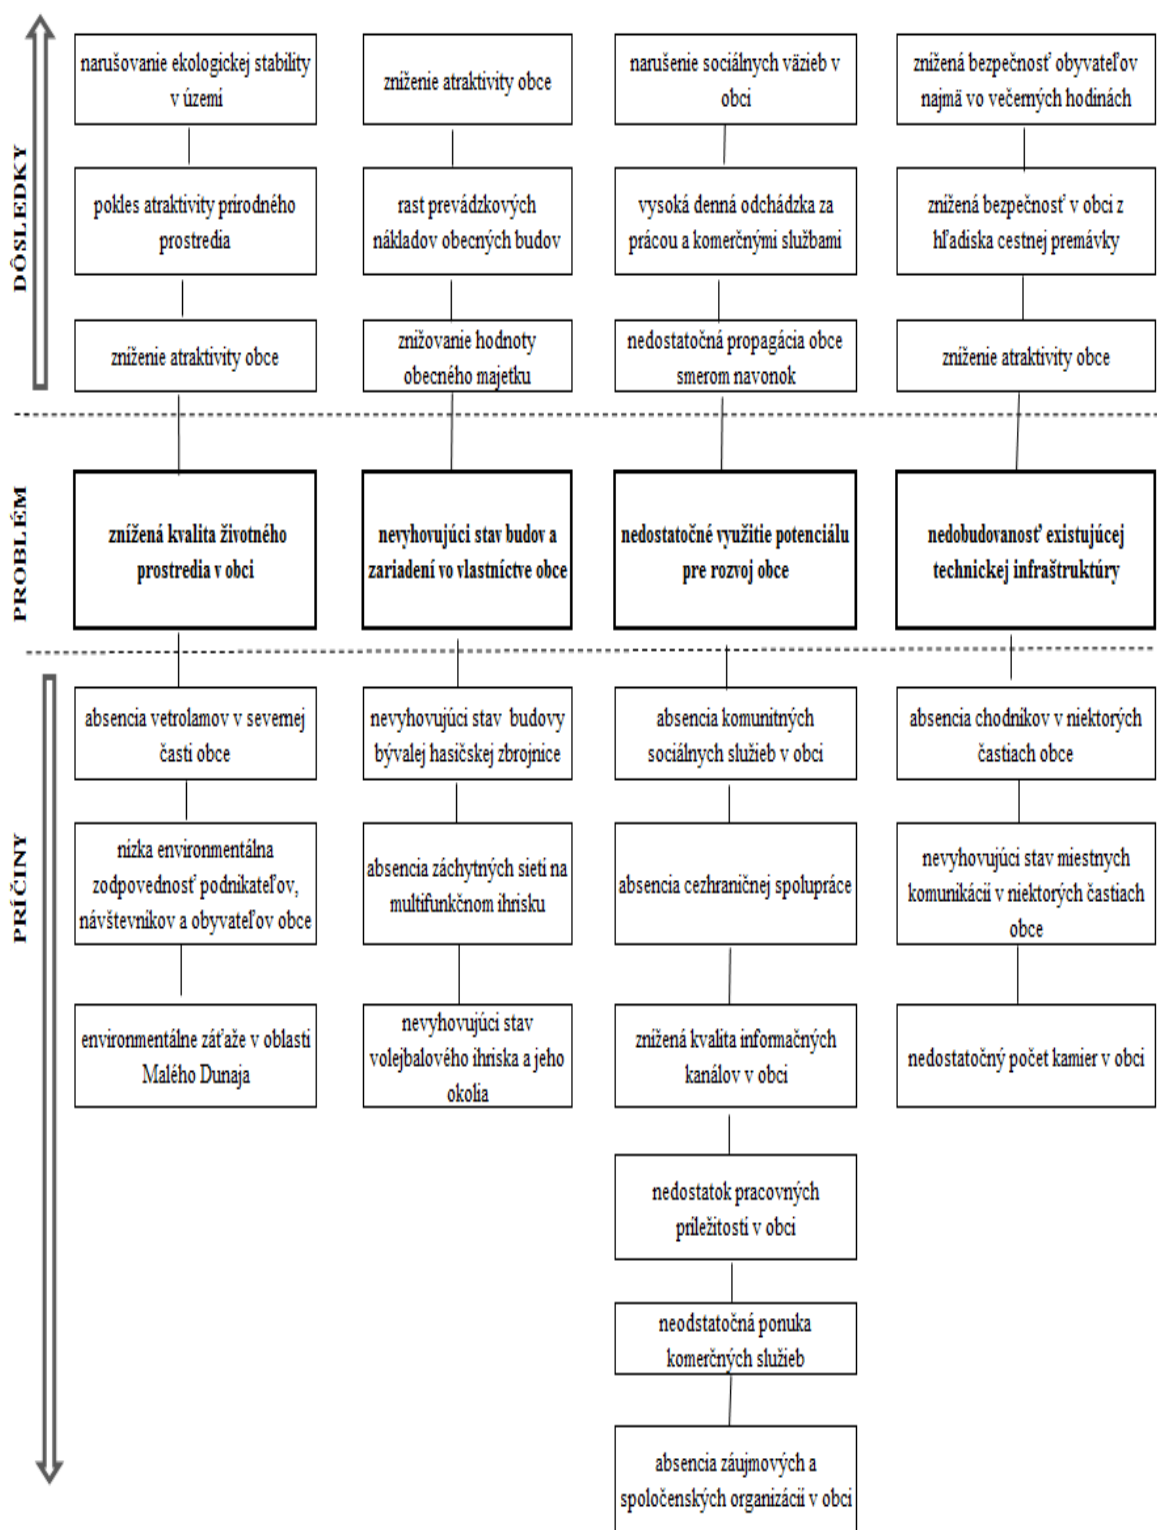 DÔSLEDKY
narušovanie ekologickej stability
v území
zníženie atraktivity obce
narušenie sociálnych väzieb v
obci
znížená bezpečnosť obyvateľov
najmä vo večerných hodinách
pokles atraktivity prírodného
prostredia
rast prevádzkových
nákladov obecných budov
vysoká denná odchádzka za
prácou a komerčnými službami
znížená bezpečnosť v obci z
hľadiska cestnej premávky
zníženie atraktivity obce
znižovanie hodnoty
obecného majetku
nedostatočná propagácia obce
smerom navonok
zníženie atraktivity obce
PROBLÉM
znížená kvalita životného
prostredia v obci
nevyhovujúci stav budov a
zariadení vo vlastníctve obce
nedostatočné využitie potenciálu
pre rozvoj obce
nedobudovanosť existujúcej
technickej infraštruktúry
PRÍČINY
absencia vetrolamov v severnej
časti obce
nevyhovujúci stav budovy
bývalej hasičskej zbrojnice
absencia komunitných
sociálnych služieb v obci
absencia chodníkov v niektorých
častiach obce
nízka environmentálna
zodpovednosť podnikateľov,
návštevníkov a obyvateľov obce
absencia záchytných sietí na
multifunkčnom ihrisku
absencia cezhraničnej spolupráce
nevyhovujúci stav miestnych
komunikácií v niektorých častiach
obce
environmentálne záťaže v oblasti
Malého Dunaja
nevyhovujúci stav
volejbalového ihriska a jeho
okolia
znížená kvalita informačných
kanálov v obci
nedostatočný počet kamier v obci
nedostatok pracovných
príležitostí v obci
neodstatočná ponuka
komerčných služieb
absencia záujmových a
spoločenských organizácií v obci